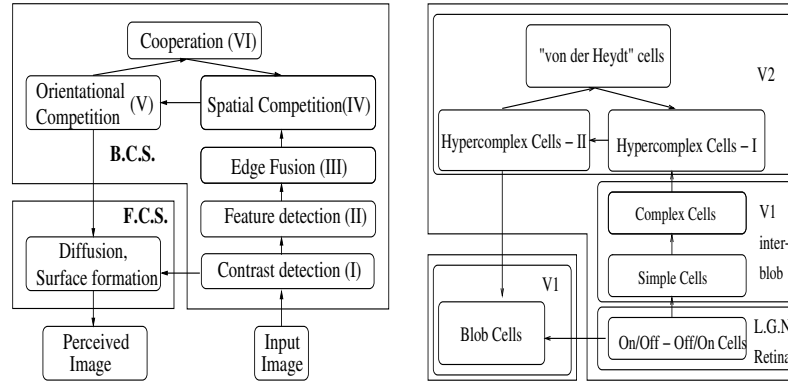 Cooperation (VI)
Orientational
Competition
(V)
Spatial Competition(IV)
B.C.S.
Edge Fusion (III)
F.C.S.
Feature detection (II)
Diffusion,
Surface formation
Contrast detection (I)
Perceived
Image
Input
Image
"von der Heydt" cells
V2
Hypercomplex Cells – II
Hypercomplex Cells – I
Complex Cells
V1
inter-
blob
Simple Cells
V1
Blob Cells
On/Off – Off/On Cells
L.G.N
Retina